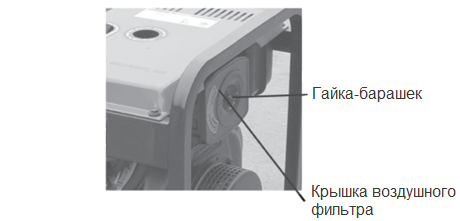 Гайка-барашек
Крышка воздушного
фильтра